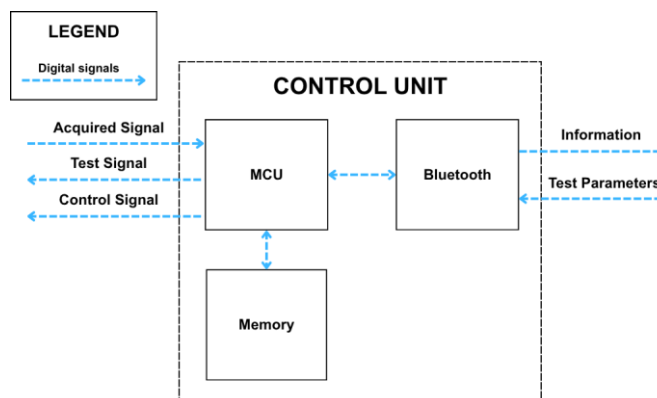 LEGEND
Digital signals
CONTROL UNIT
Acquired Signal
Test Signal
Control Signal
MCU
Bluetooth
Information
Test Parameters
Memory